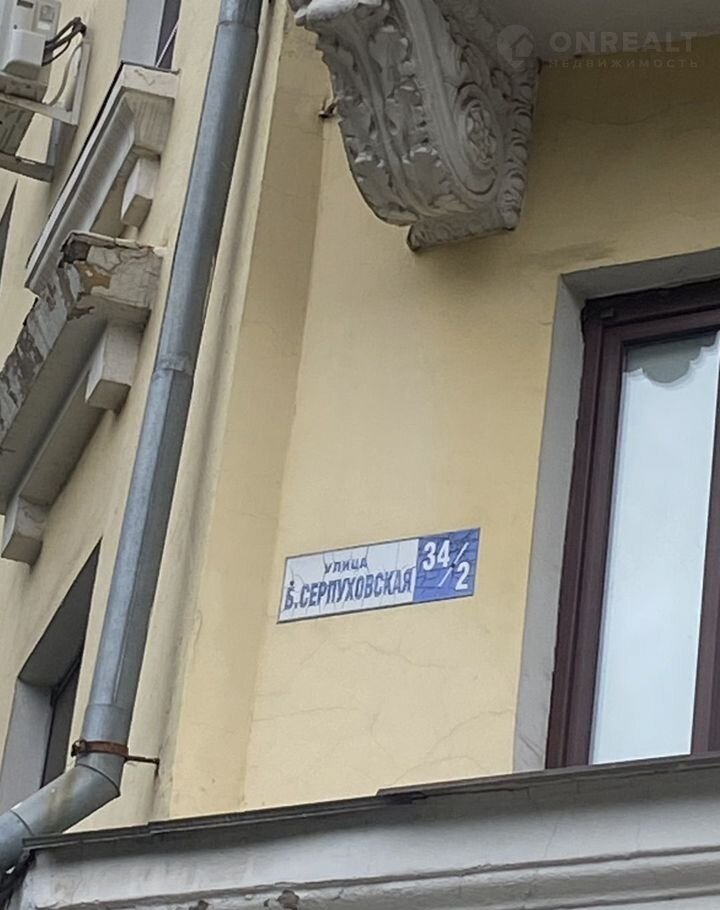 ONREALT
НЕДВИЖИМОСТЬ
УЛИЦА
Б.СЕРПУХОВСКАЯ
34/2